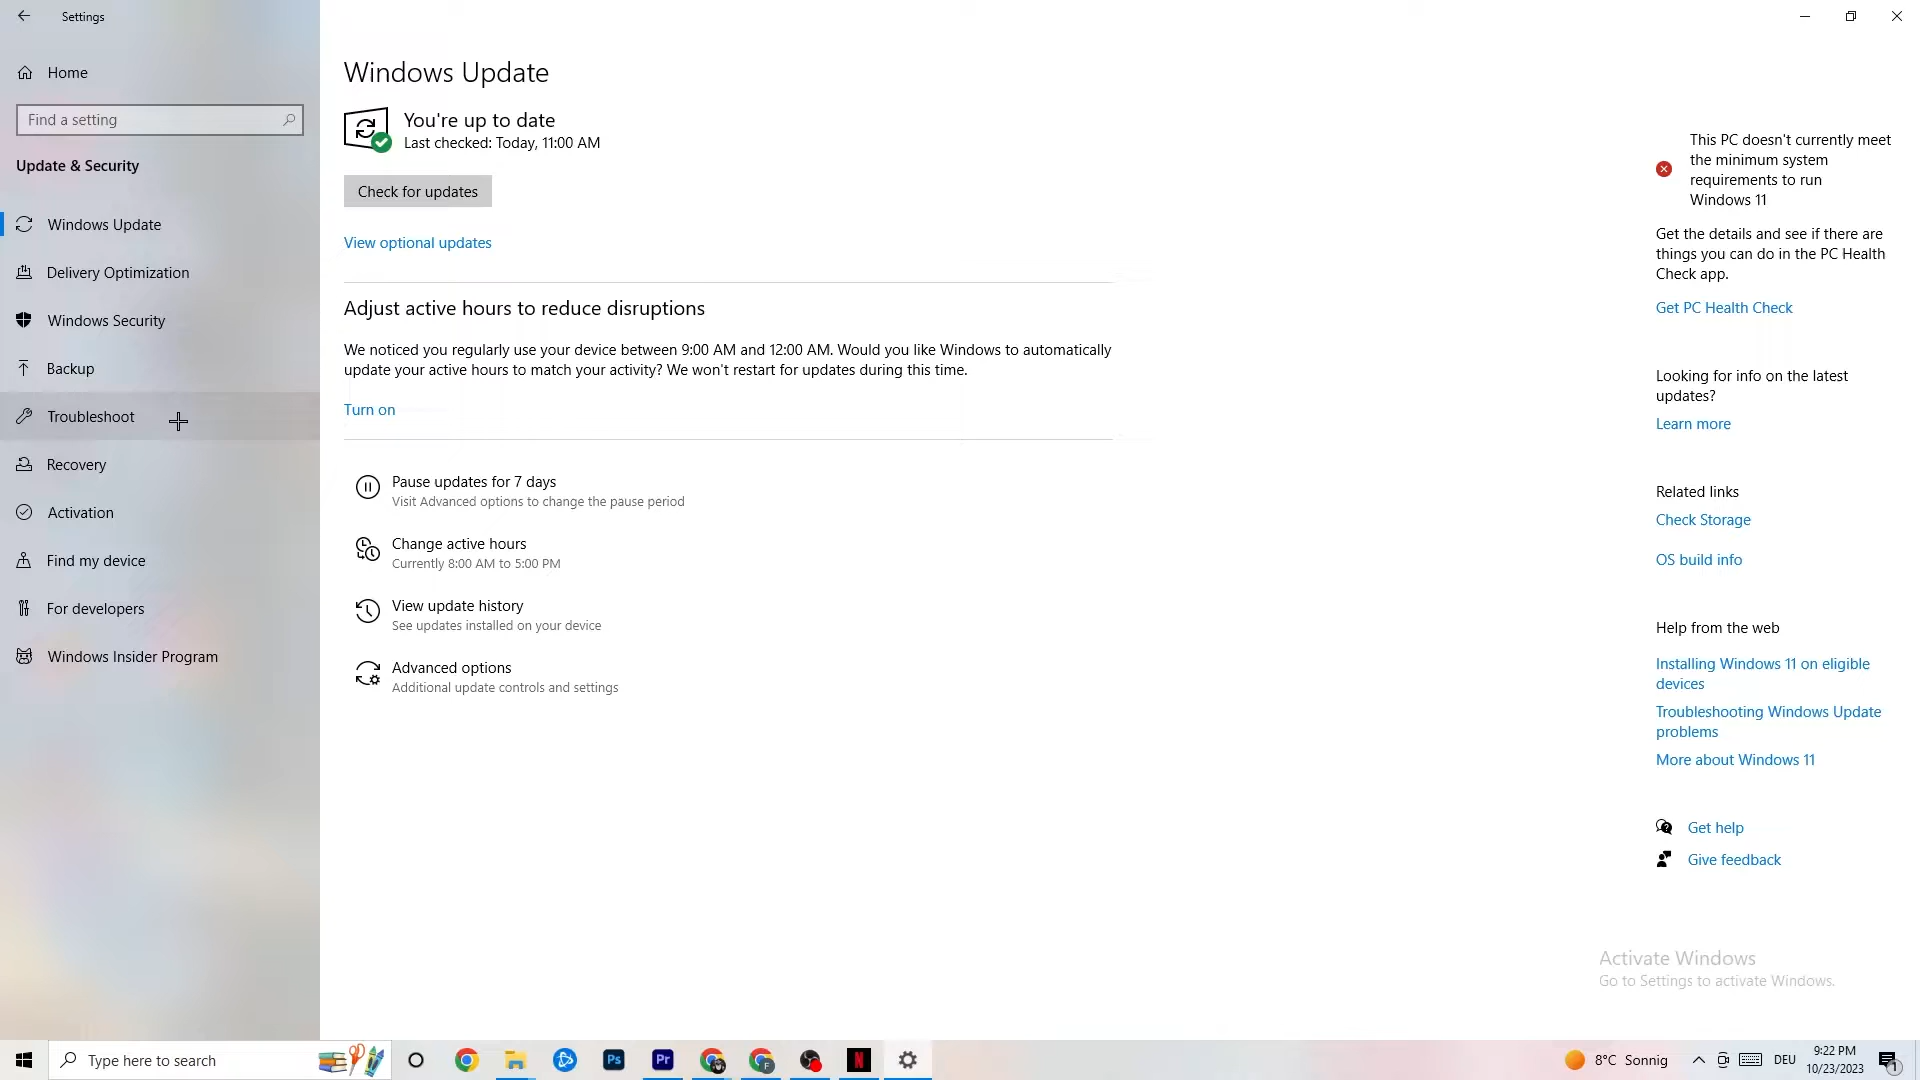 Settings
Home
Find a setting
Update & Security
Windows Update
Delivery Optimization
Windows Security
Backup
Troubleshoot
Recovery
Activation
Find my device
For developers
Windows Insider Program
Windows Update
You're up to date
Last checked: Today, 11:00 AM
Check for updates
View optional updates
Adjust active hours to reduce disruptions
We noticed you regularly use your device between 9:00 AM and 12:00 AM. Would you like Windows to automatically
update your active hours to match your activity? We won't restart for updates during this time.
Turn on
Pause updates for 7 days
Visit Advanced options to change the pause period
Change active hours
Currently 8:00 AM to 5:00 PM
View update history
See updates installed on your device
Advanced options
Additional update controls and settings
This PC doesn't currently meet
the minimum system
requirements to run
Windows 11
Get the details and see if there are
things you can do in the PC Health
Check app.
Get PC Health Check
Looking for info on the latest
updates?
Learn more
Related links
Check Storage
OS build info
Help from the web
Installing Windows 11 on eligible
devices
Troubleshooting Windows Update
problems
More about Windows 11
Get help
Give feedback
Activate Windows
Go to Settings to activate Windows.
Type here to search
Ps
Pr
F
N
8°C Sonnig
DEU
9:22 PM
10/23/2023
1